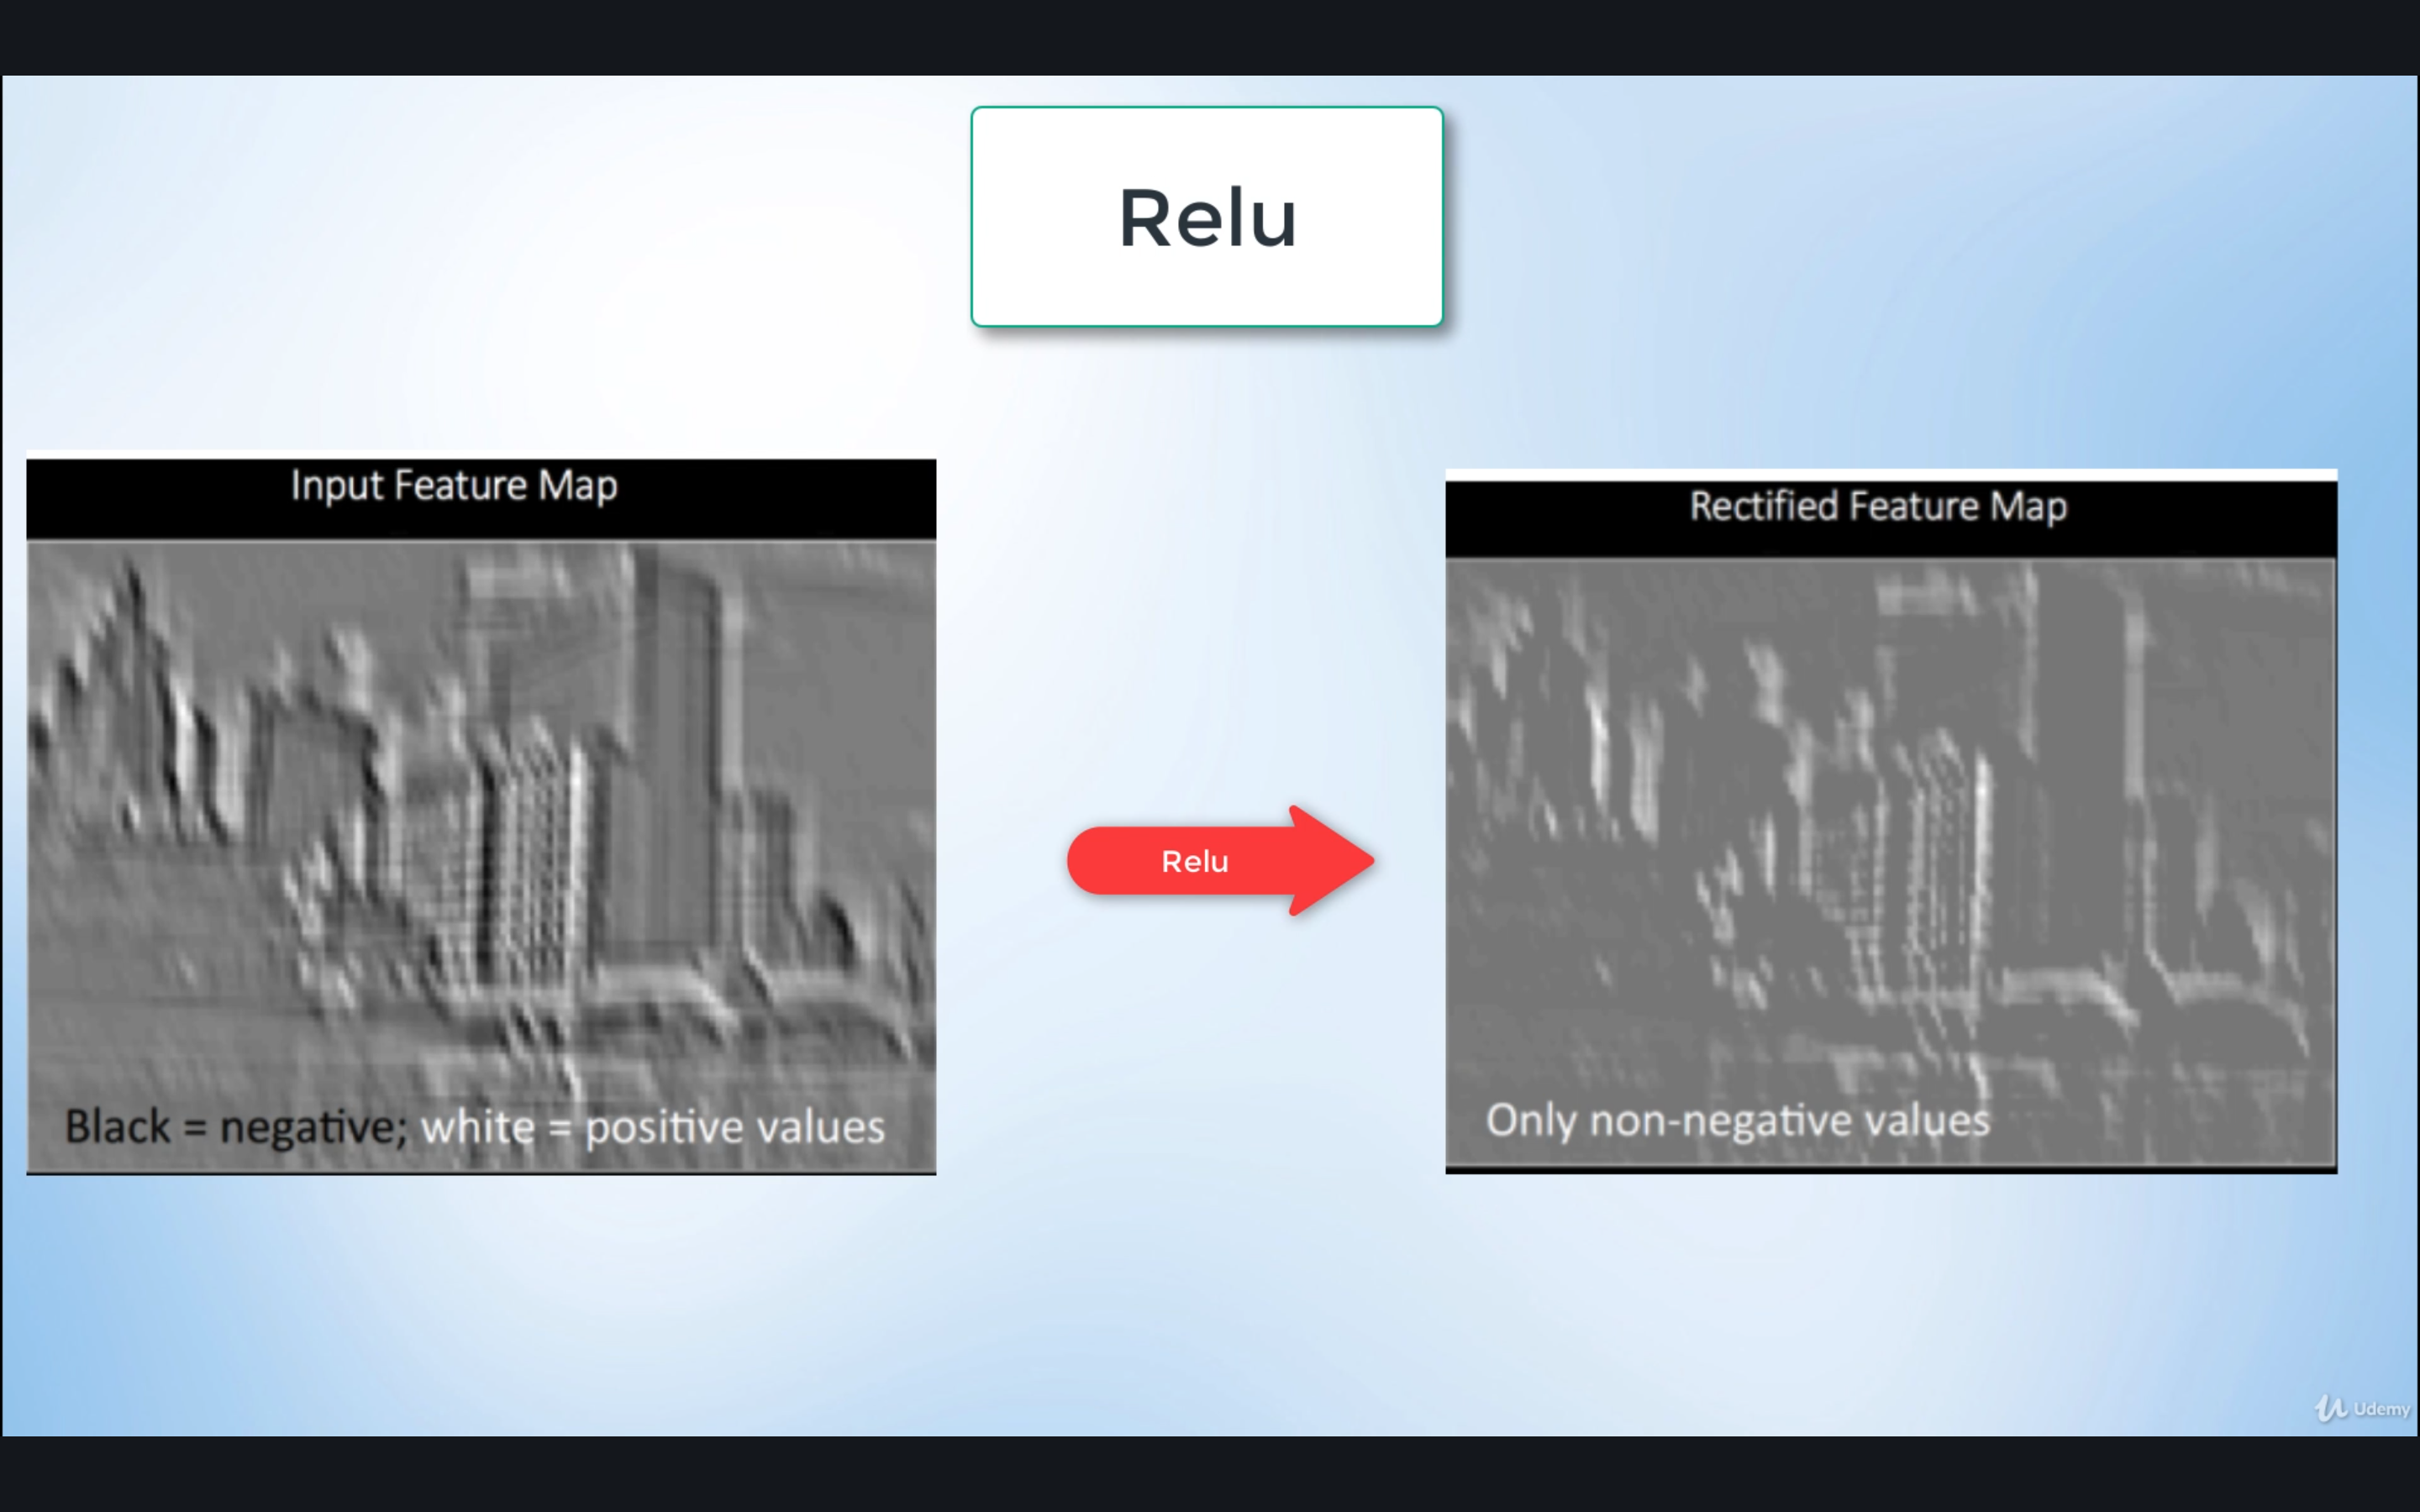 Relu
Input Feature Map
Black = negative; white = positive values
Relu
Rectified Feature Map
Only non-negative values
Udemy